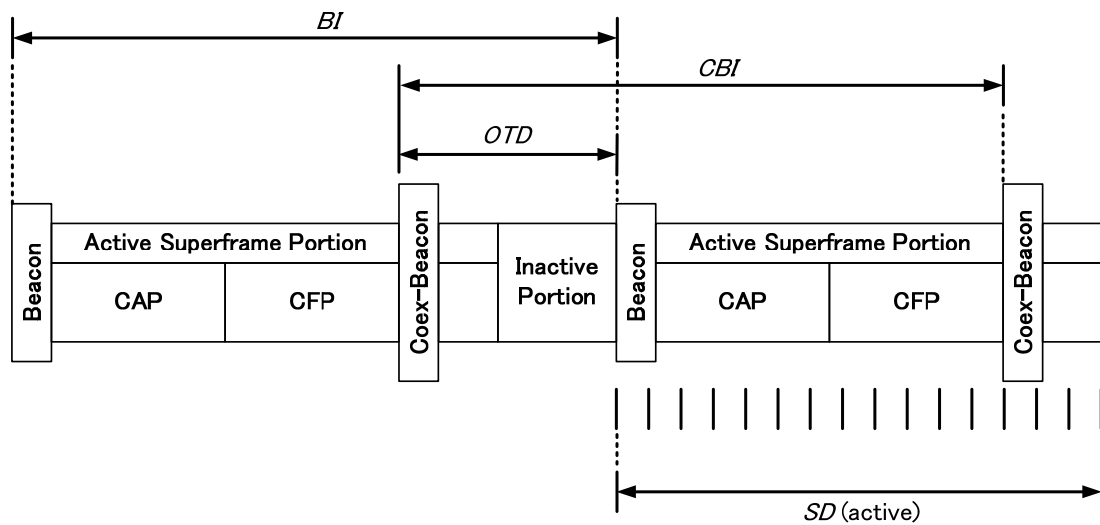 BI
CBI
OTD
Beacon
Active Superframe Portion
CAP
CFP
Coex-Beacon
Inactive
Portion
Beacon
Active Superframe Portion
CAP
CFP
Coex-Beacon
SD (active)